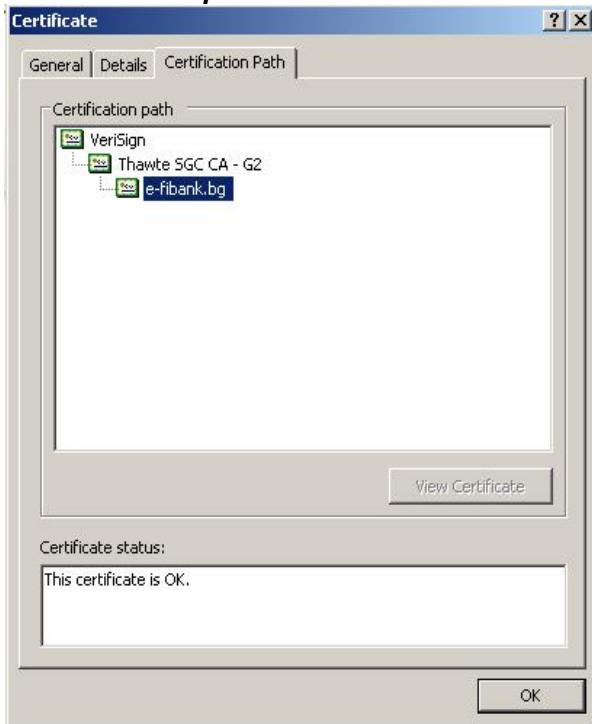 Certificate
General
Details
Certification Path
Certification path
VeriSign
Thawte SGC CA - G2
e-fibank.bg
View Certificate
Certificate status:
This certificate is OK.
OK